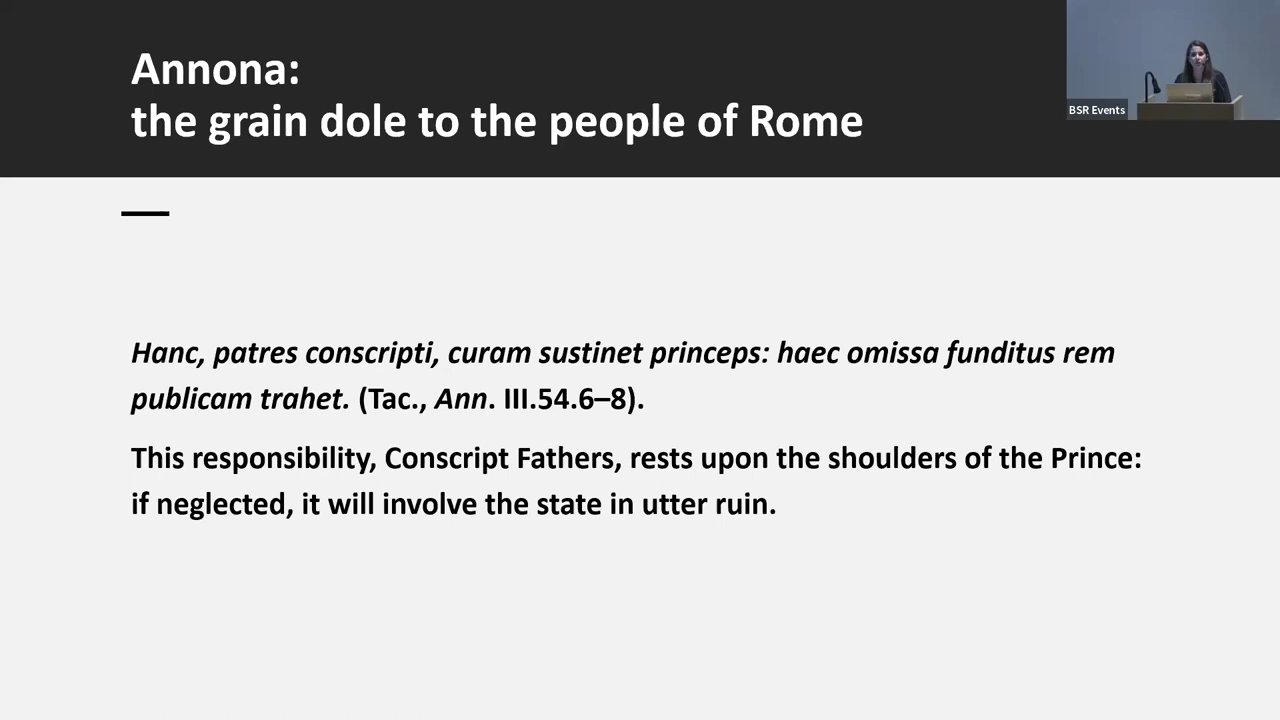 Annona:
the grain dole to the people of Rome
BSR Events
Hanc, patres conscripti, curam sustinet princeps: haec omissa funditus rem
publicam trahet. (Tac., Ann. III.54.6–8).
This responsibility, Conscript Fathers, rests upon the shoulders of the Prince:
if neglected, it will involve the state in utter ruin.